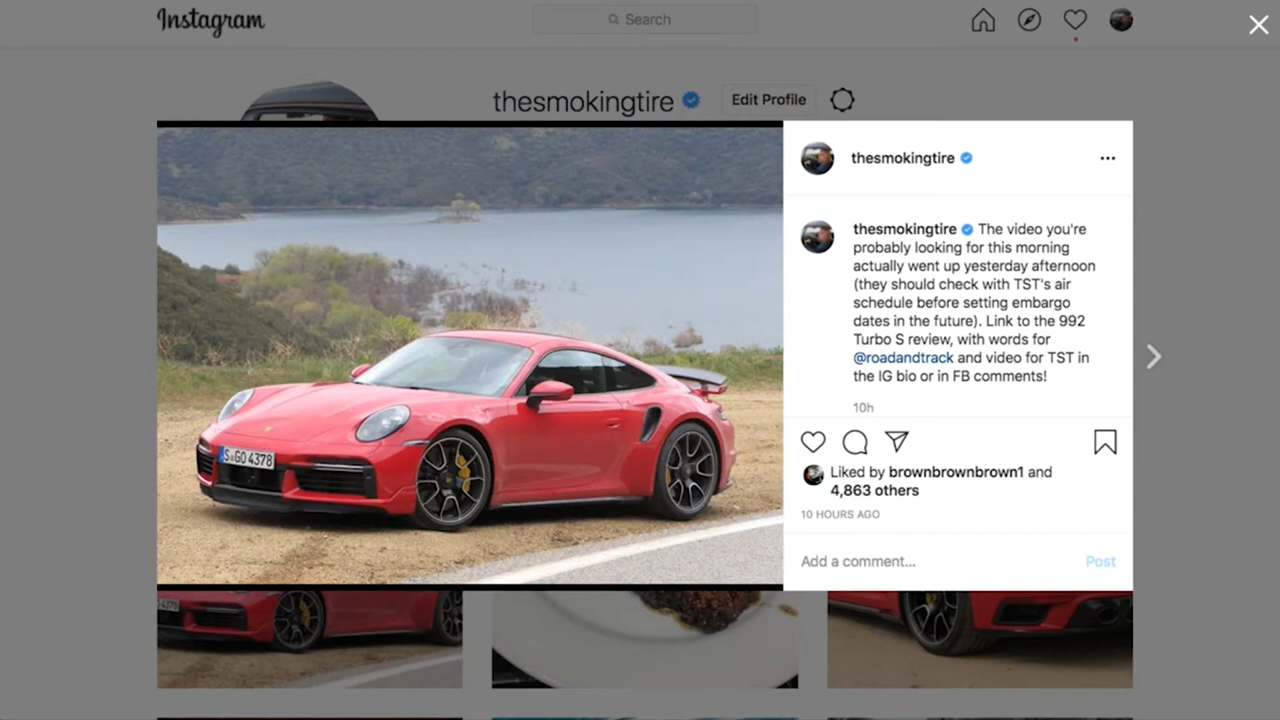 Instagram
Search
thesmokingtire
Edit Profile
thesmokingtire
thesmokingtire The video you're
probably looking for this morning
actually went up yesterday afternoon
(they should check with TST's air
schedule before setting embargo
dates in the future). Link to the 992
Turbo S review, with words for
@roadandtrack and video for TST in
the IG bio or in FB comments!
10h
Liked by brownbrownbrown1 and
4,863 others
10 HOURS AGO
Add a comment... Post
S GO 4378
4378